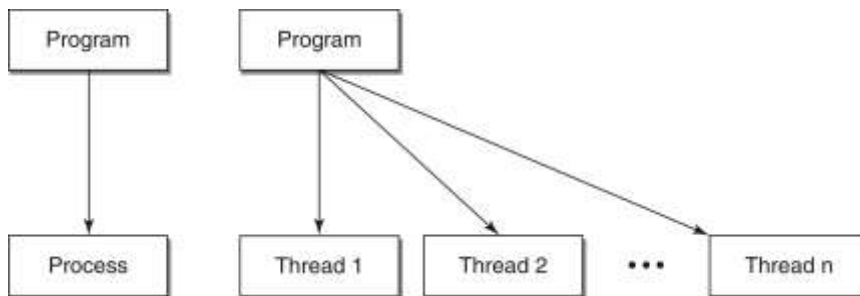 Program
Program
Process
Thread 1
Thread 2
•••
Thread n